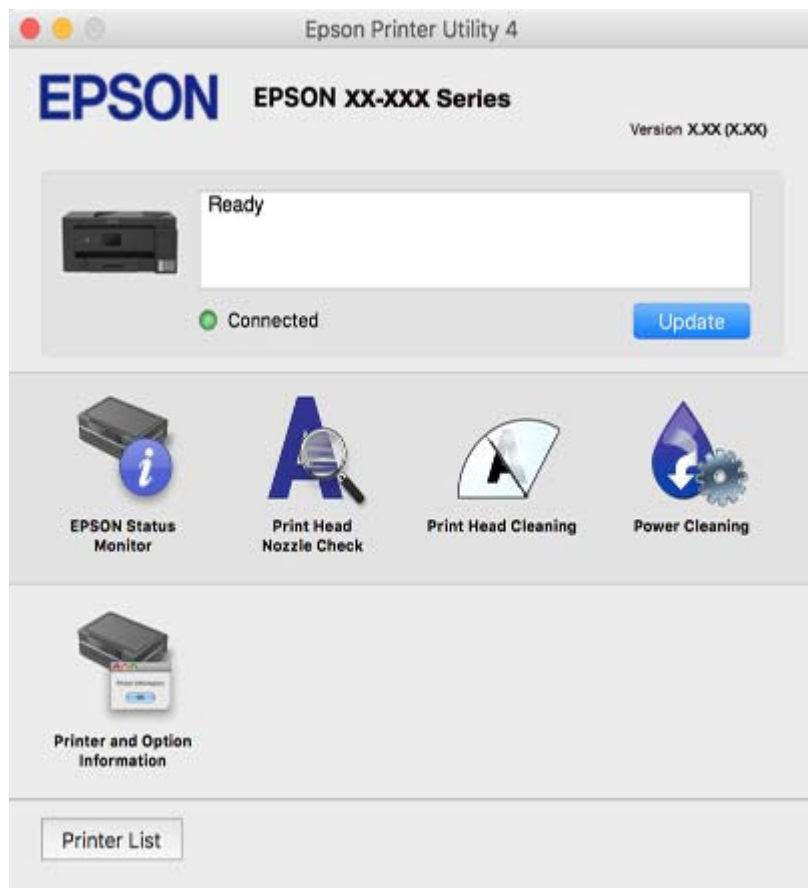 Epson Printer Utility 4
EPSON
EPSON XX-XXX Series
Version X.XX (X.XX)
Ready
Connected
Update
EPSON Status
Monitor
Print Head
Nozzle Check
Print Head Cleaning
Power Cleaning
Printer and Option
Information
Printer List